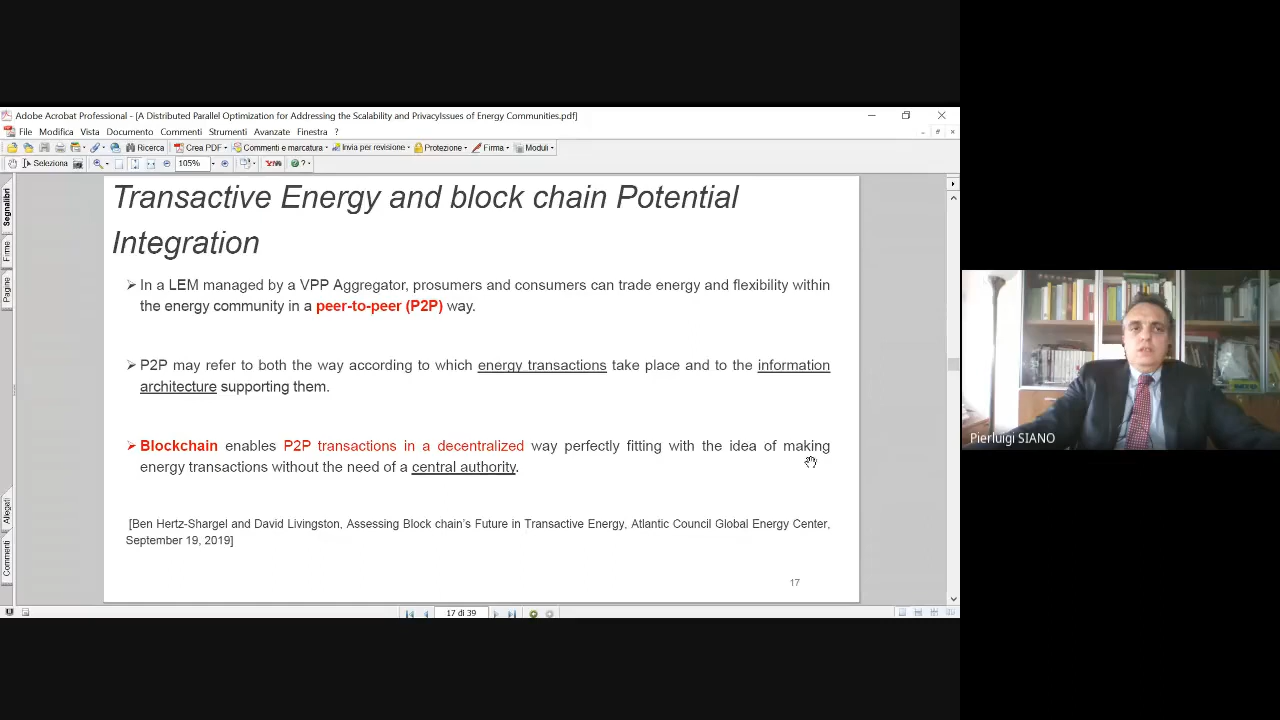 Adobe Acrobat Professional - [A Distributed Parallel Optimization for Addressing the Scalability and PrivacyIssues of Energy Communities.pdf]
File Modifica Vista Documento Commenti Strumenti Avanzate Finestra ?
Ricerca Crea PDF Commenti e marcatura Invia per revisione Protezione Firma Moduli
Seleziona 105% ?
Segnalibri
Firme
Pagine
Allegati
Commenti
Transactive Energy and block chain Potential
Integration
In a LEM managed by a VPP Aggregator, prosumers and consumers can trade energy and flexibility within
the energy community in a peer-to-peer (P2P) way.
P2P may refer to both the way according to which energy transactions take place and to the information
architecture supporting them.
Blockchain enables P2P transactions in a decentralized way perfectly fitting with the idea of making
energy transactions without the need of a central authority.
[Ben Hertz-Shargel and David Livingston, Assessing Block chain's Future in Transactive Energy, Atlantic Council Global Energy Center,
September 19, 2019]
17
17 di 39
Pierluigi SIANO